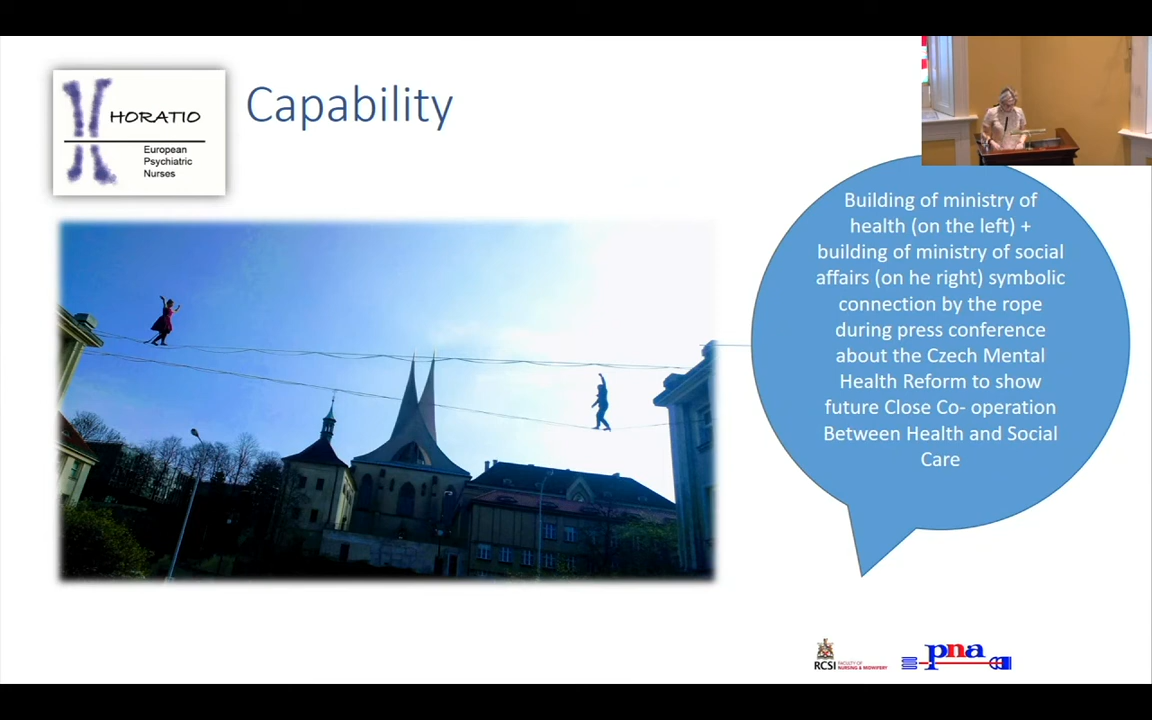 HORATIO
European
Psychiatric
Nurses
Capability
Building of ministry of
health (on the left) +
building of ministry of social
affairs (on he right) symbolic
connection by the rope
during press conference
about the Czech Mental
Health Reform to show
future Close Co- operation
Between Health and Social
Care
RCSI
FACULTY OF
NURSING & MIDWIFERY
pna